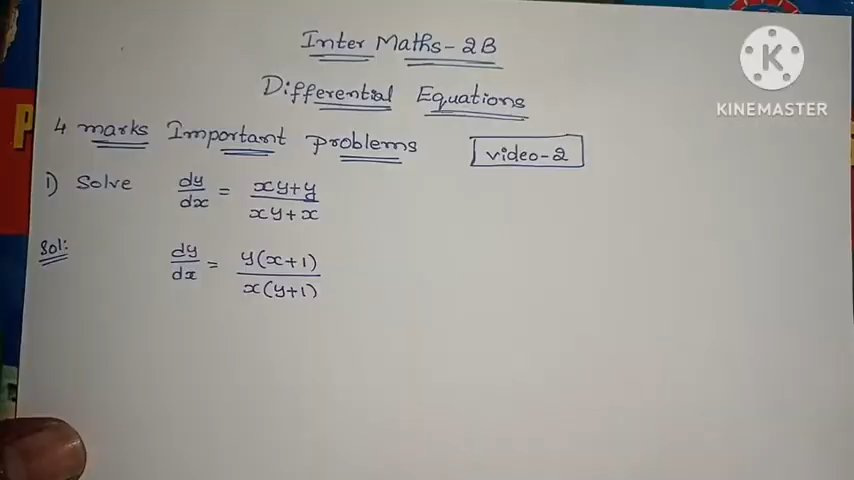 Inter Maths - 2B
K
KINEMASTER
Differential Equations
4 marks Important problems
video-2
1) Solve dy/dx = xy+y/xy+x
Sol: dy/dx = y(x+1)/x(y+1)